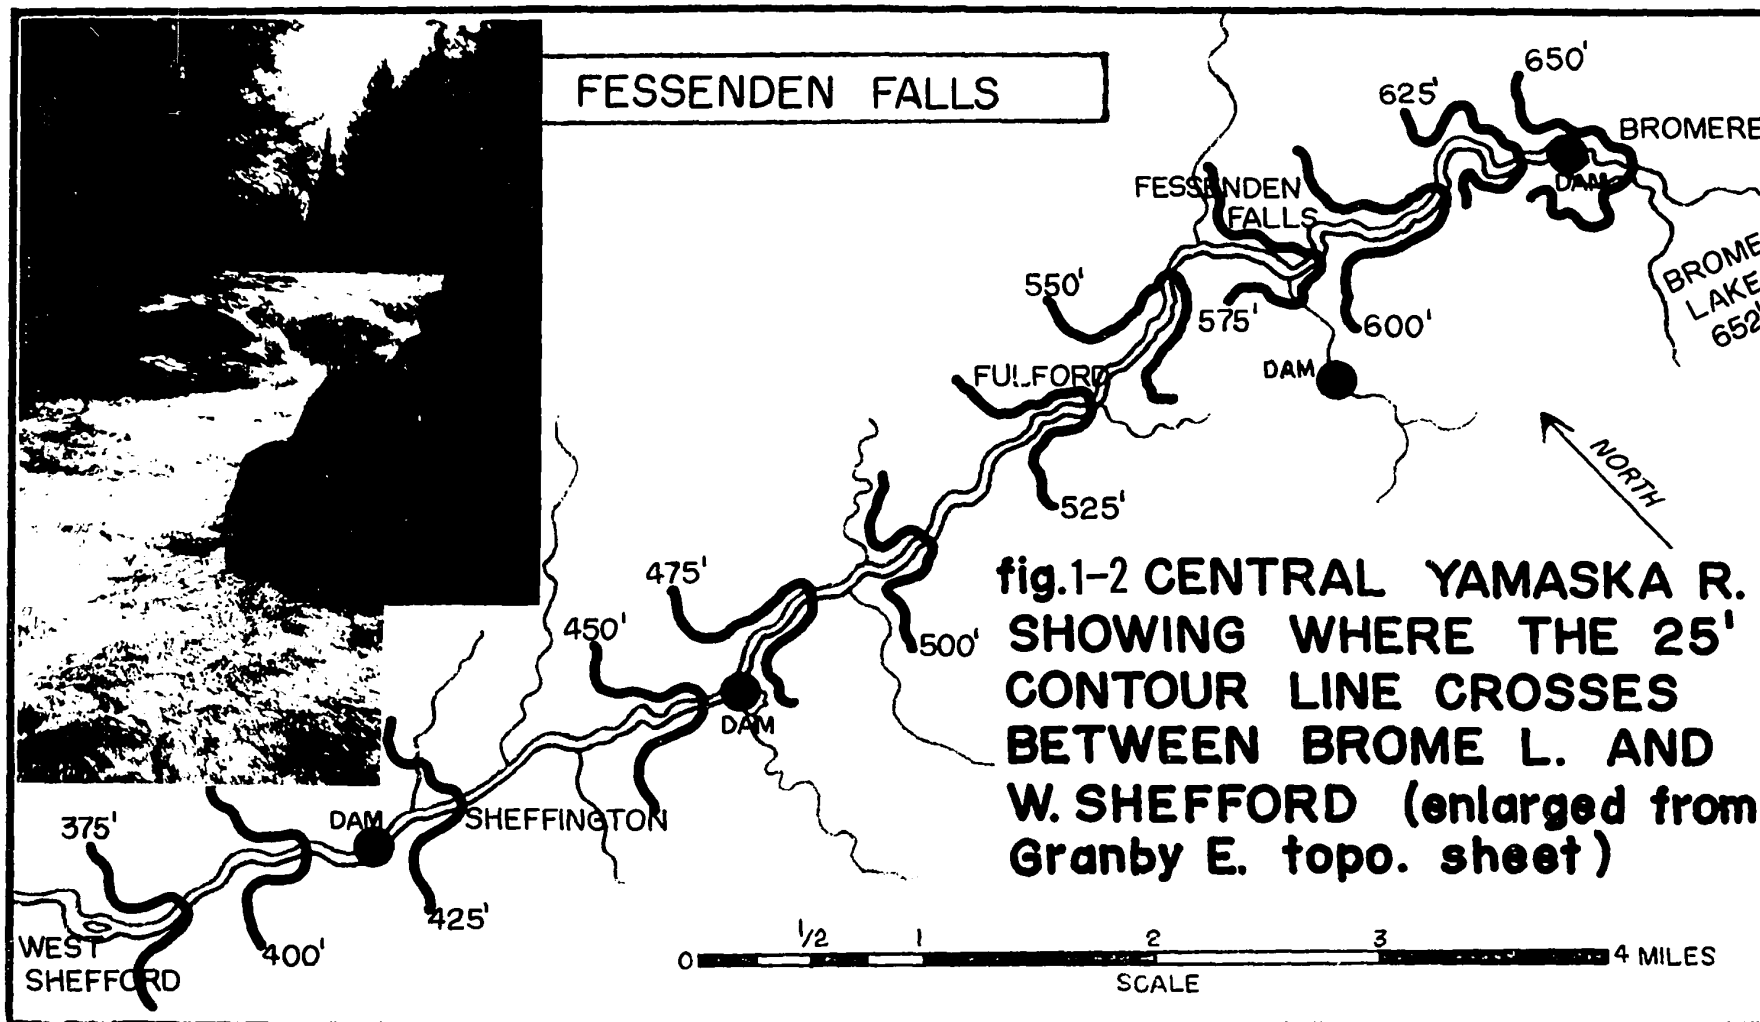 FESSENDEN FALLS
650'
625'
BROMERE
DAM
FESSENDEN
FALLS
BROME
LAKE
652'
550'
575'
600'
FULFORD
DAM
NORTH
525'
475'
450'
500'
DAM
fig.1-2 CENTRAL YAMASKA R.
SHOWING WHERE THE 25'
CONTOUR LINE CROSSES
BETWEEN BROME L. AND
W. SHEFFORD (enlarged from
Granby E. topo. sheet)
375'
DAM
SHEFFINGTON
425'
400'
WEST
SHEFFORD
0 1/2 1 2 3 4 MILES
SCALE